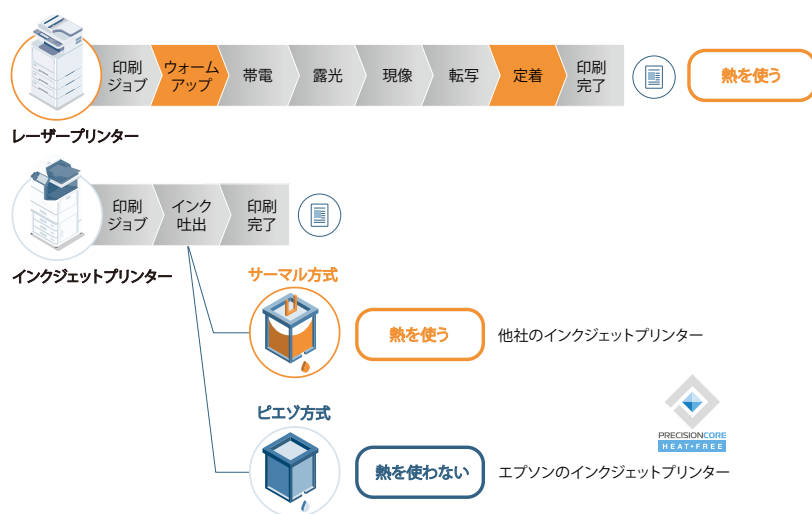 印刷
ジョブ
ウォーム
アップ
帯電
露光
現像
転写
定着
印刷
完了
熱を使う
レーザープリンター
印刷
ジョブ
インク
吐出
印刷
完了
インクジェットプリンター
サーマル方式
熱を使う
他社のインクジェットプリンター
ピエゾ方式
PRECISIONCORE
HEAT•FREE
熱を使わない
エプソンのインクジェットプリンター